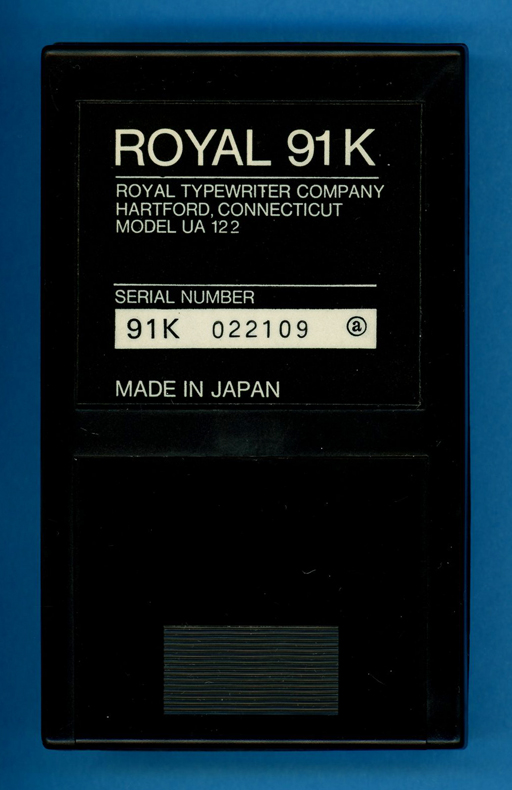 ROYAL 91K
ROYAL TYPEWRITER COMPANY
HARTFORD, CONNECTICUT
MODEL UA 122
SERIAL NUMBER
91K 022109 ⓐ
MADE IN JAPAN